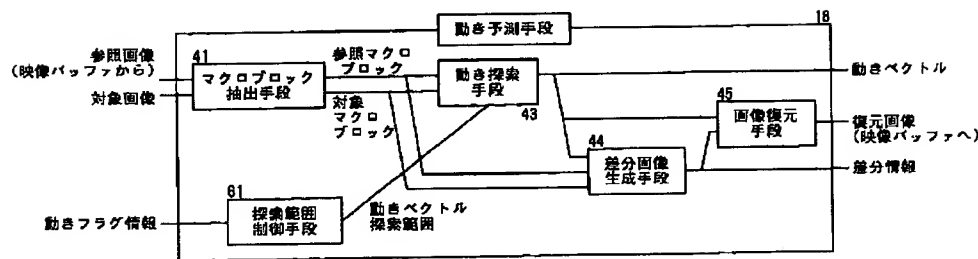 動き予測手段
18
参照画像
(映像バッファから)
対象画像
41
マクロブロック
抽出手段
参照マクロ
ブロック
対象
マクロ
ブロック
動き探索
手段
43
動きベクトル
45
画像復元
手段
復元画像
(映像バッファへ)
44
差分画像
生成手段
差分情報
61
探索範囲
制御手段
動きフラグ情報
動きベクトル
探索範囲